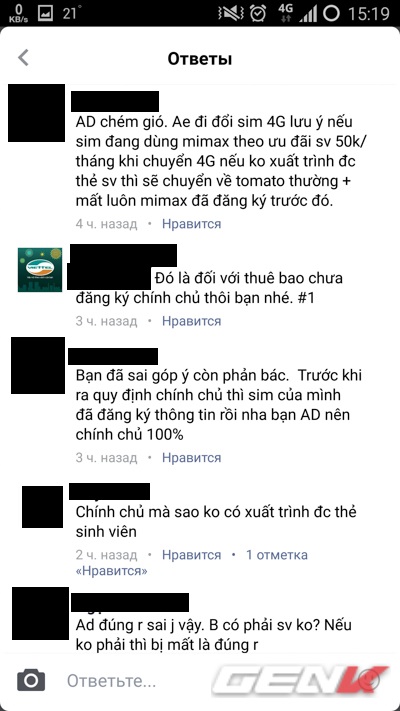 0
KB/s
21°
4G
15:19
Ответы
AD chém gió. Ae đi đổi sim 4G lưu ý nếu
sim đang dùng mimax theo ưu đãi sv 50k/
tháng khi chuyển 4G nếu ko xuất trình đc
thẻ sv thì sẽ chuyển về tomato thường +
mất luôn mimax đã đăng ký trước đó.
4 ч. назад • Нравится
VIETTEL
Đó là đối với thuê bao chưa
đăng ký chính chủ thôi bạn nhé. #1
3 ч. назад • Нравится
Bạn đã sai góp ý còn phản bác. Trước khi
ra quy định chính chủ thì sim của mình
đã đăng ký thông tin rồi nha bạn AD nên
chính chủ 100%
3 ч. назад • Нравится
Chính chủ mà sao ko có xuất trình đc thẻ
sinh viên
2 ч. назад • Нравится • 1 отметка
«Нравится»
Ad đúng r sai j vậy. B có phải sv ko? Nếu
ko phải thì bị mất là đúng r
Ответьте...
GENK